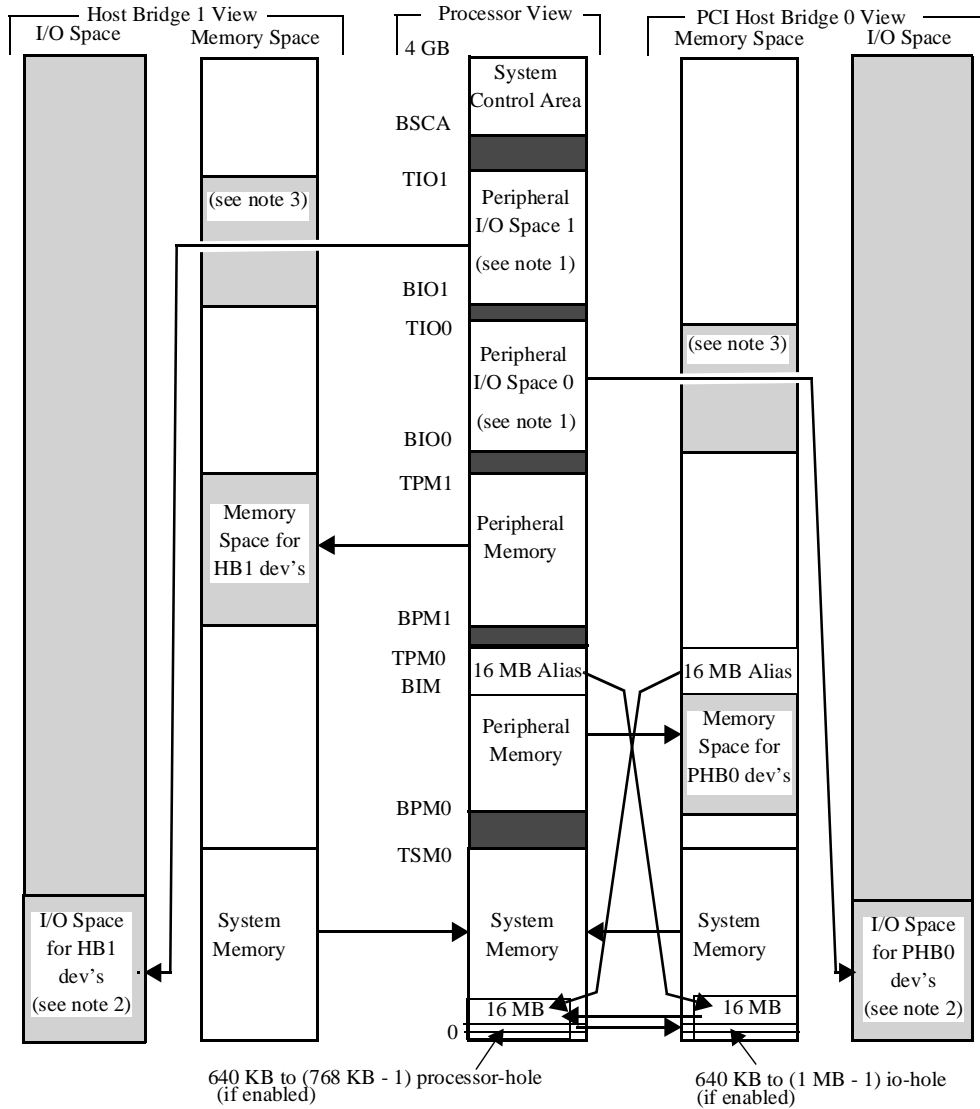 Host Bridge 1 View
I/O Space
Memory Space
Processor View
PCI Host Bridge 0 View
Memory Space
I/O Space
4 GB
System
Control Area
BSCA
TIO1
(see note 3)
Peripheral
I/O Space 1
(see note 1)
BIO1
TIO0
Peripheral
I/O Space 0
(see note 1)
(see note 3)
BIO0
TPM1
Memory
Space for
HB1 dev's
Peripheral
Memory
BPM1
TPM0
BIM
16 MB Alias
16 MB Alias
Peripheral
Memory
Memory
Space for
PHB0 dev's
BPM0
TSM0
I/O Space
for HB1
dev's
(see note 2)
System
Memory
System
Memory
System
Memory
I/O Space
for PHB0
dev's
(see note 2)
16 MB
16 MB
0
640 KB to (768 KB - 1) processor-hole
(if enabled)
640 KB to (1 MB - 1) io-hole
(if enabled)